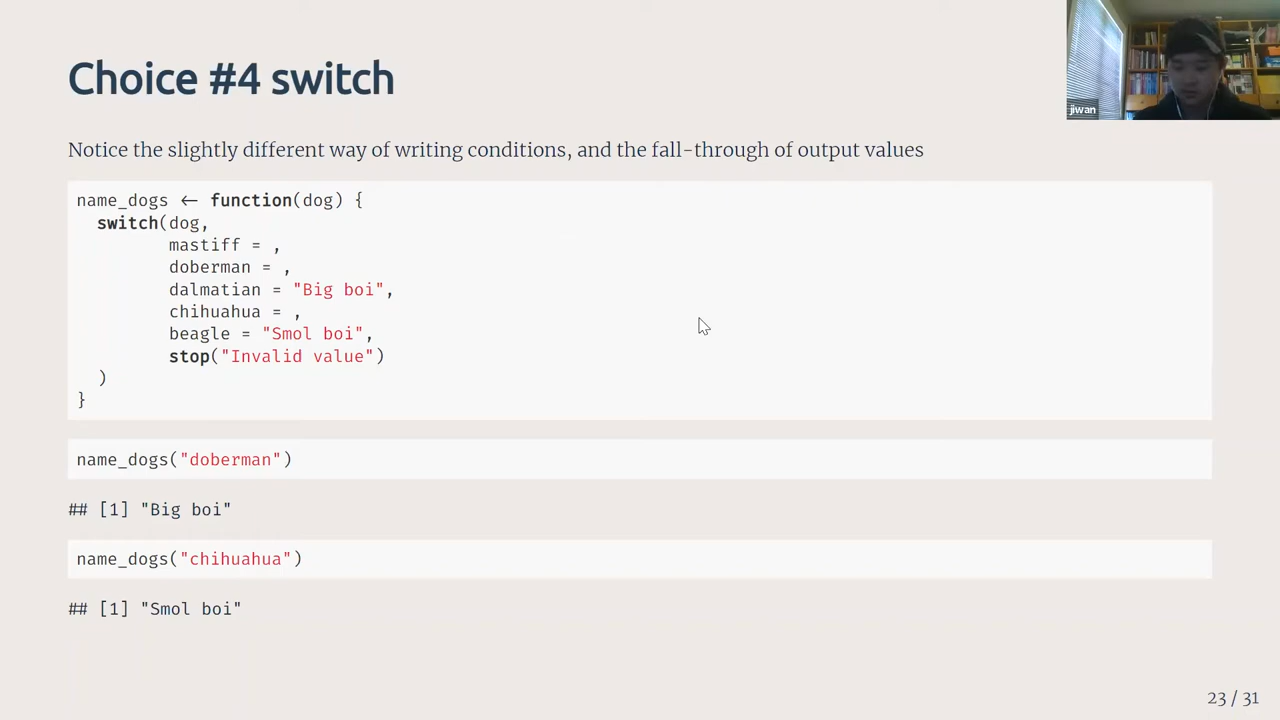 Choice #4 switch
jiwan
Notice the slightly different way of writing conditions, and the fall-through of output values
name_dogs ← function(dog) {
  switch(dog,
         mastiff = ,
         doberman = ,
         dalmatian = "Big boi",
         chihuahua = ,
         beagle = "Smol boi",
         stop("Invalid value")
  )
}
name_dogs("doberman")
## [1] "Big boi"
name_dogs("chihuahua")
## [1] "Smol boi"
23 / 31